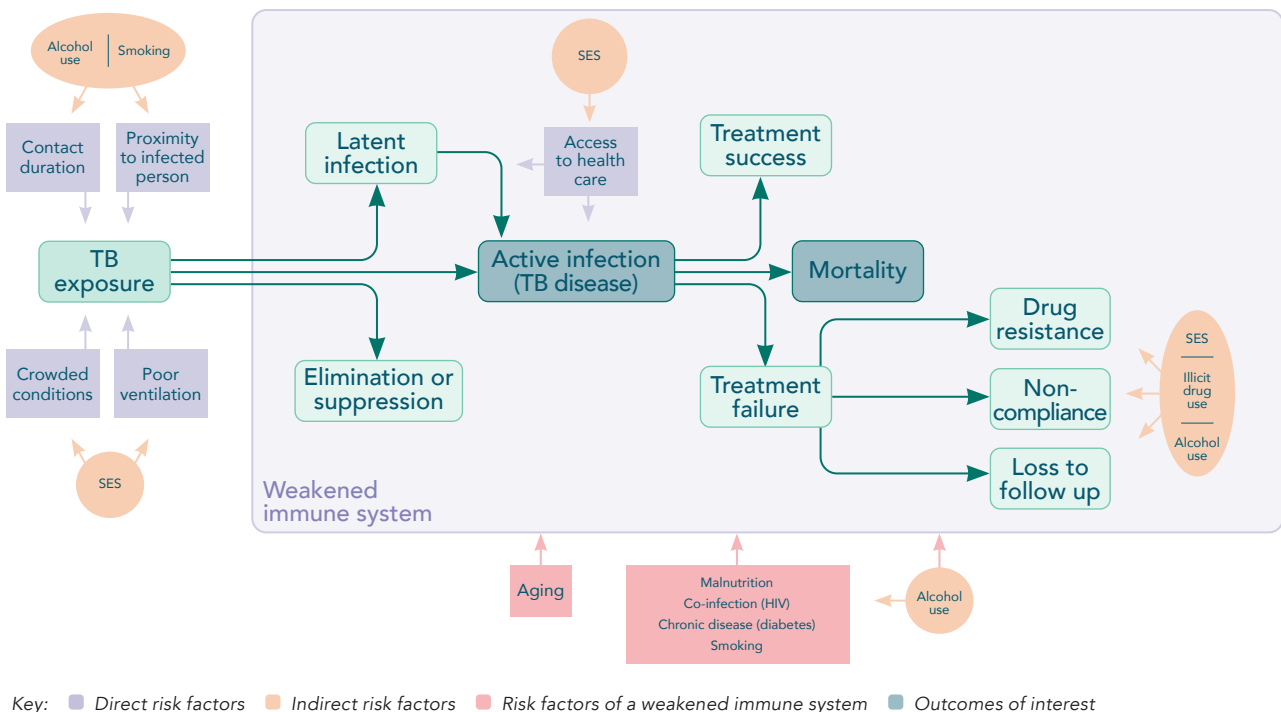 Alcohol
use
Smoking
SES
Contact
duration
Proximity
to infected
person
Latent
infection
Access
to health
care
Treatment
success
TB
exposure
Active infection
(TB disease)
Mortality
Crowded
conditions
Poor
ventilation
Elimination or
suppression
Treatment
failure
Drug
resistance
Non-
compliance
Loss to
follow up
SES
Illicit
drug
use
Alcohol
use
SES
Weakened
immune system
Aging
Malnutrition
Co-infection (HIV)
Chronic disease (diabetes)
Smoking
Alcohol
use
Key: Direct risk factors Indirect risk factors Risk factors of a weakened immune system Outcomes of interest